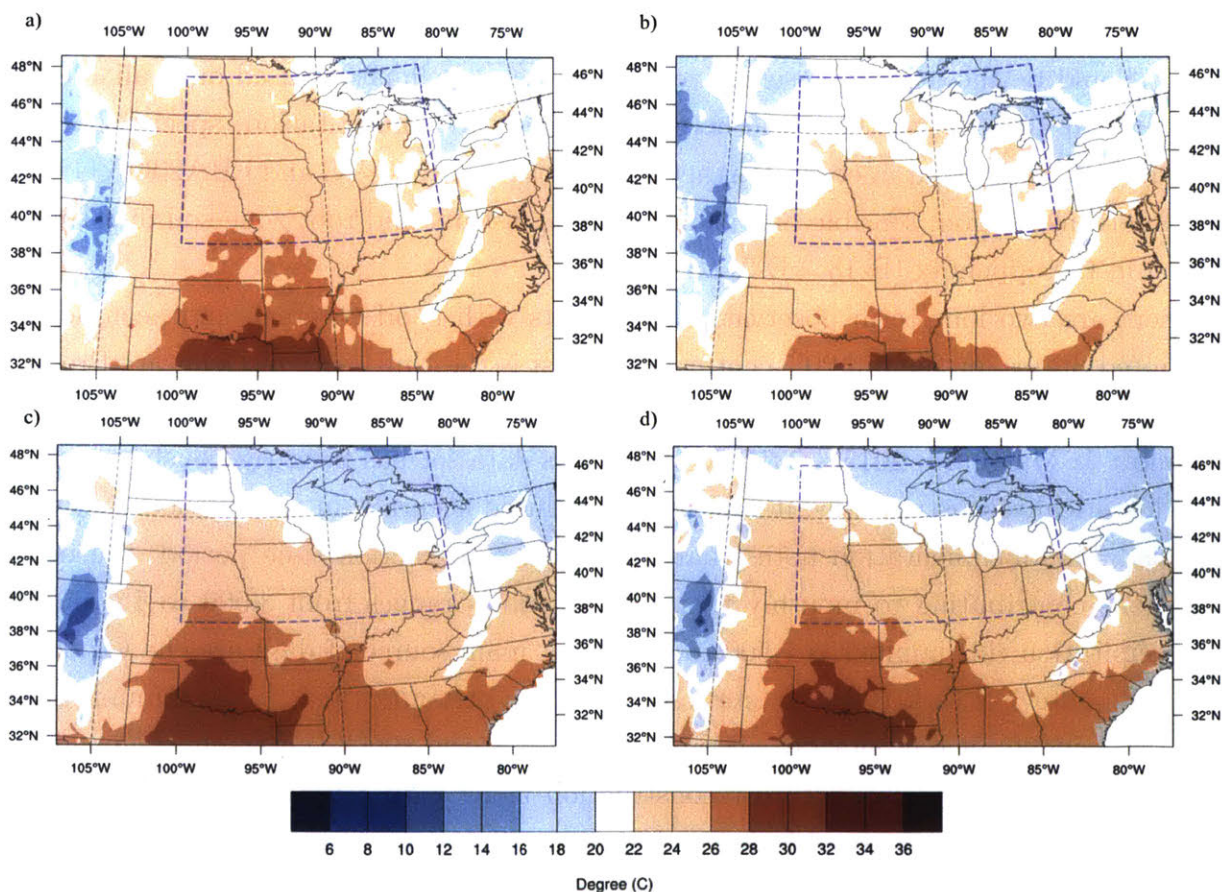 a) b)
105°W 100°W 95°W 90°W 85°W 80°W 75°W 105°W 100°W 95°W 90°W 85°W 80°W 75°W
48°N 46°N 48°N 46°N
46°N 44°N 46°N 44°N
44°N 42°N 44°N 42°N
42°N 40°N 42°N 40°N
40°N 38°N 40°N 38°N
38°N 36°N 38°N 36°N
36°N 34°N 36°N 34°N
34°N 32°N 34°N 32°N
32°N 32°N
105°W 100°W 95°W 90°W 85°W 80°W 105°W 100°W 95°W 90°W 85°W 80°W
c) d)
105°W 100°W 95°W 90°W 85°W 80°W 75°W 105°W 100°W 95°W 90°W 85°W 80°W 75°W
48°N 46°N 48°N 46°N
46°N 44°N 46°N 44°N
44°N 42°N 44°N 42°N
42°N 40°N 42°N 40°N
40°N 38°N 40°N 38°N
38°N 36°N 38°N 36°N
36°N 34°N 36°N 34°N
34°N 32°N 34°N 32°N
32°N 32°N
105°W 100°W 95°W 90°W 85°W 80°W 105°W 100°W 95°W 90°W 85°W 80°W
6 8 10 12 14 16 18 20 22 24 26 28 30 32 34 36
Degree (C)